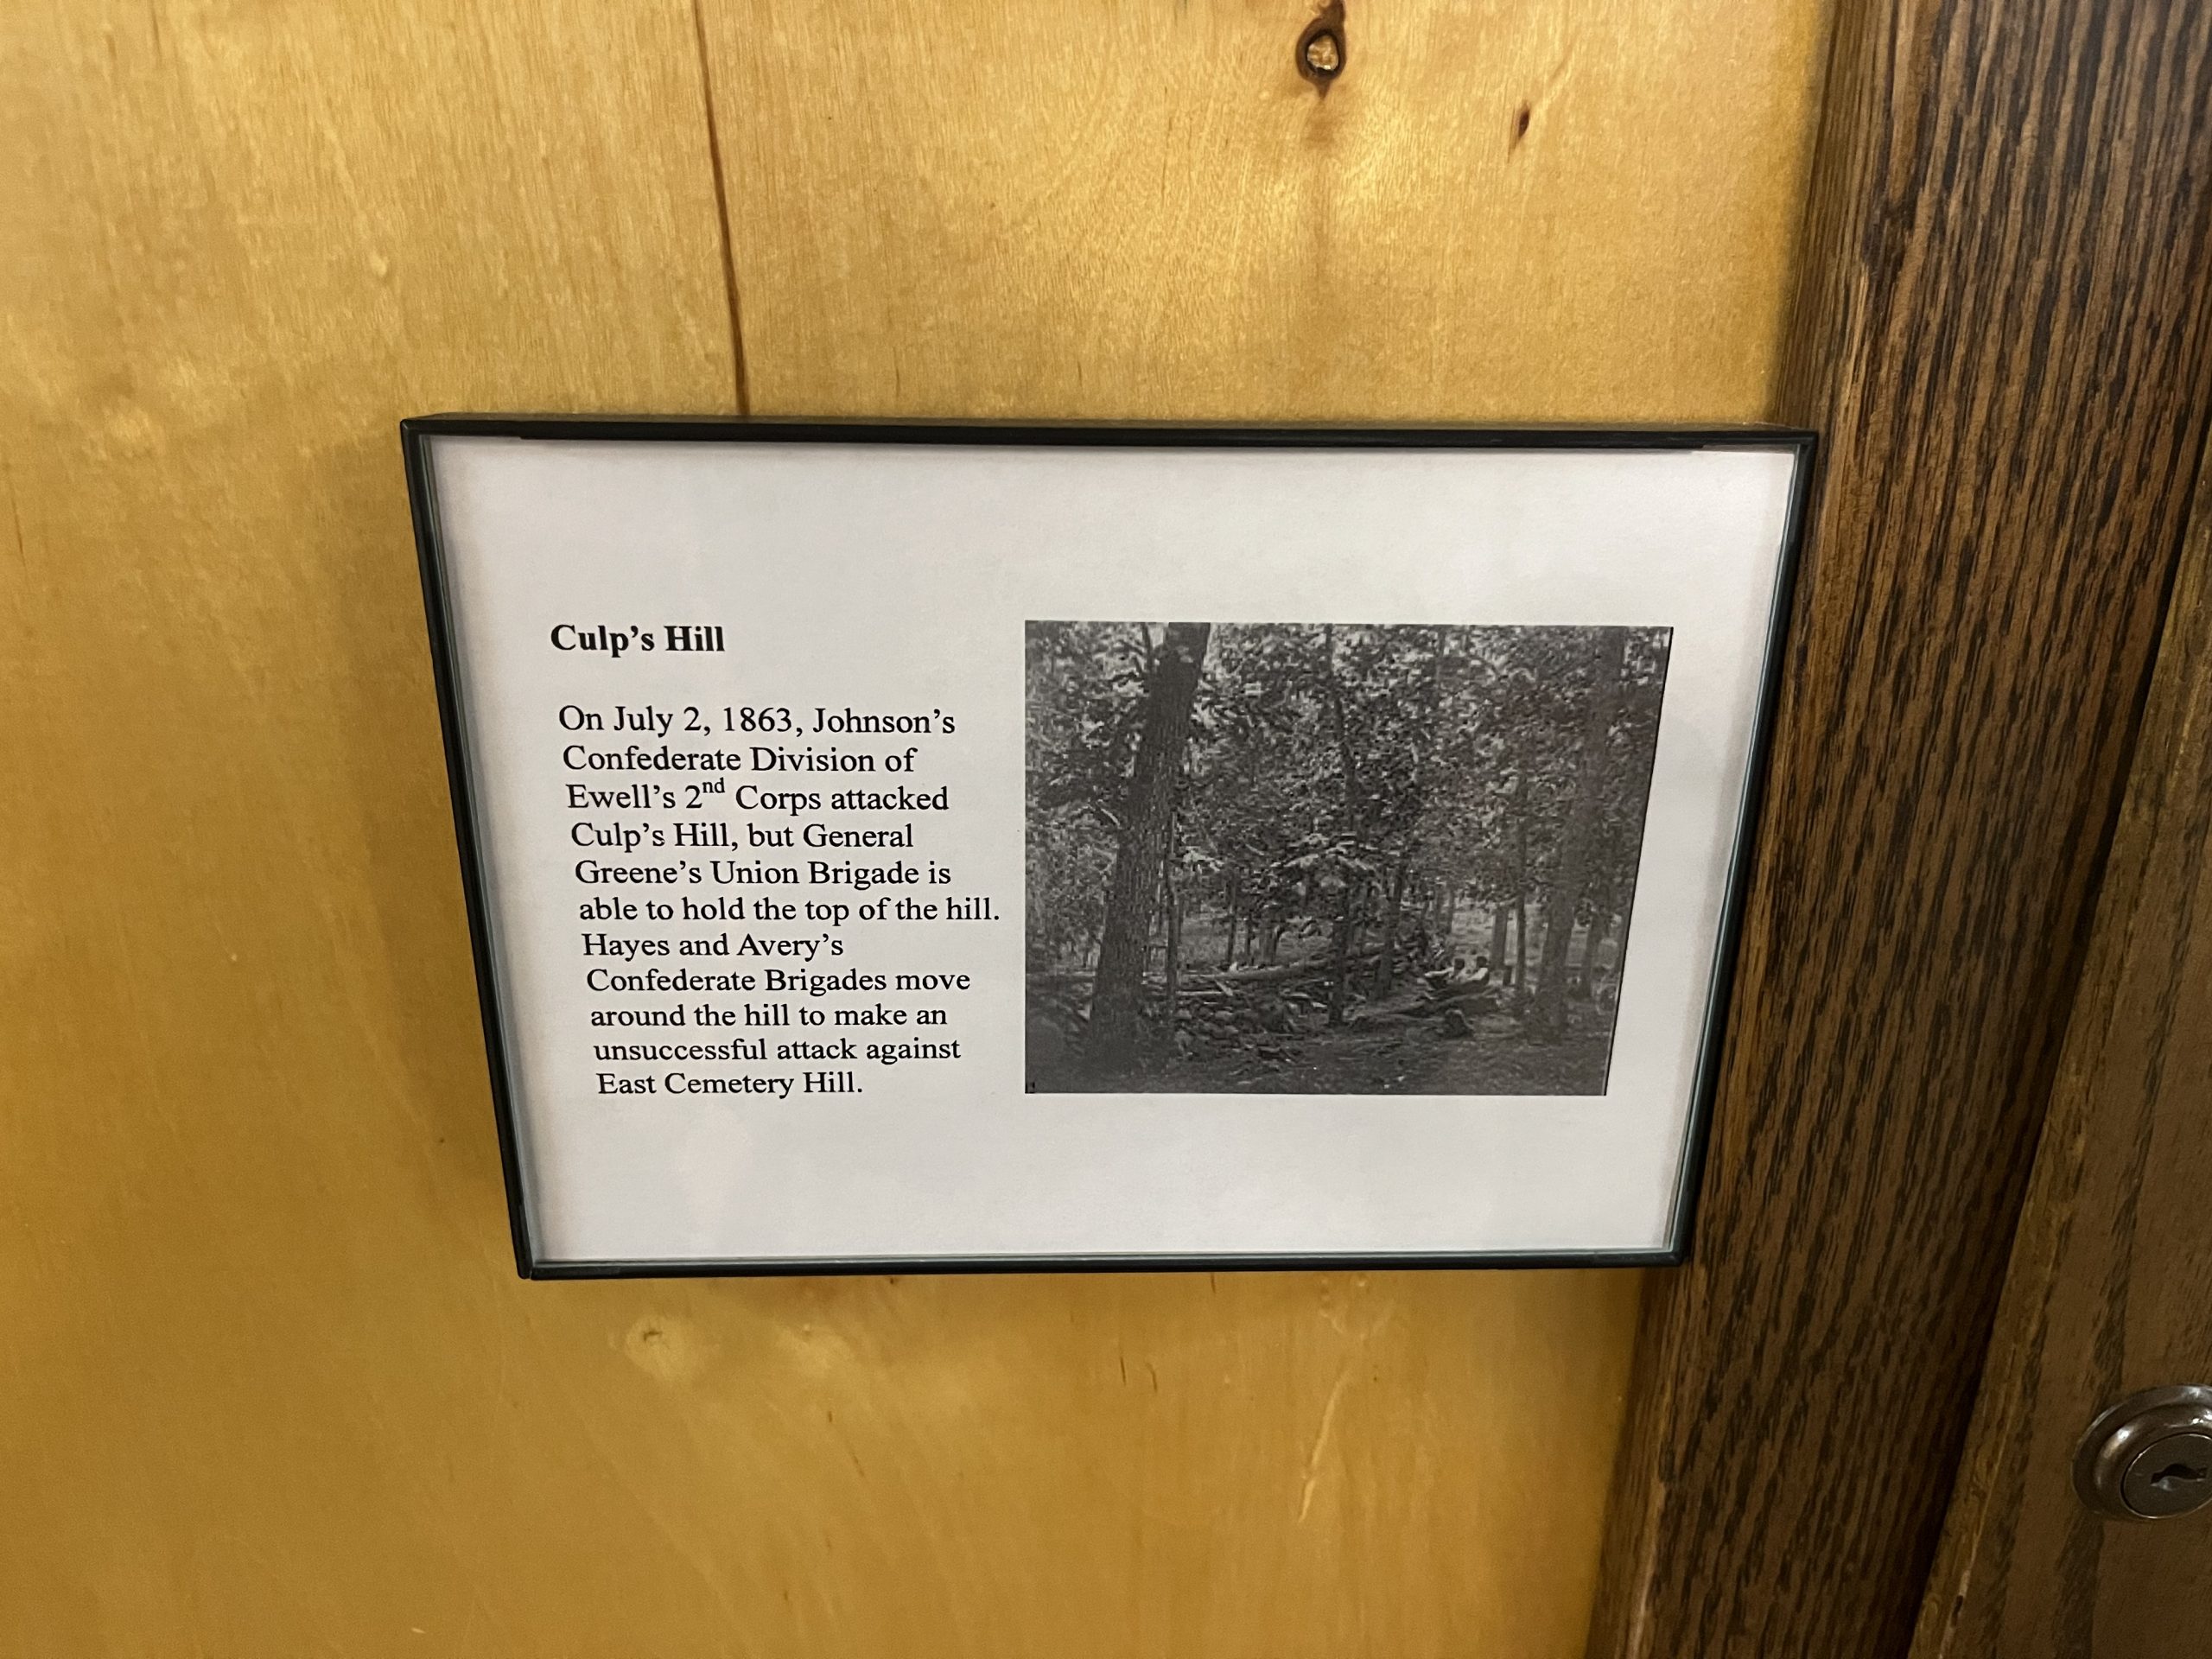 Culp's Hill
On July 2, 1863, Johnson's
Confederate Division of
Ewell's 2nd Corps attacked
Culp's Hill, but General
Greene's Union Brigade is
able to hold the top of the hill.
Hayes and Avery's
Confederate Brigades move
around the hill to make an
unsuccessful attack against
East Cemetery Hill.